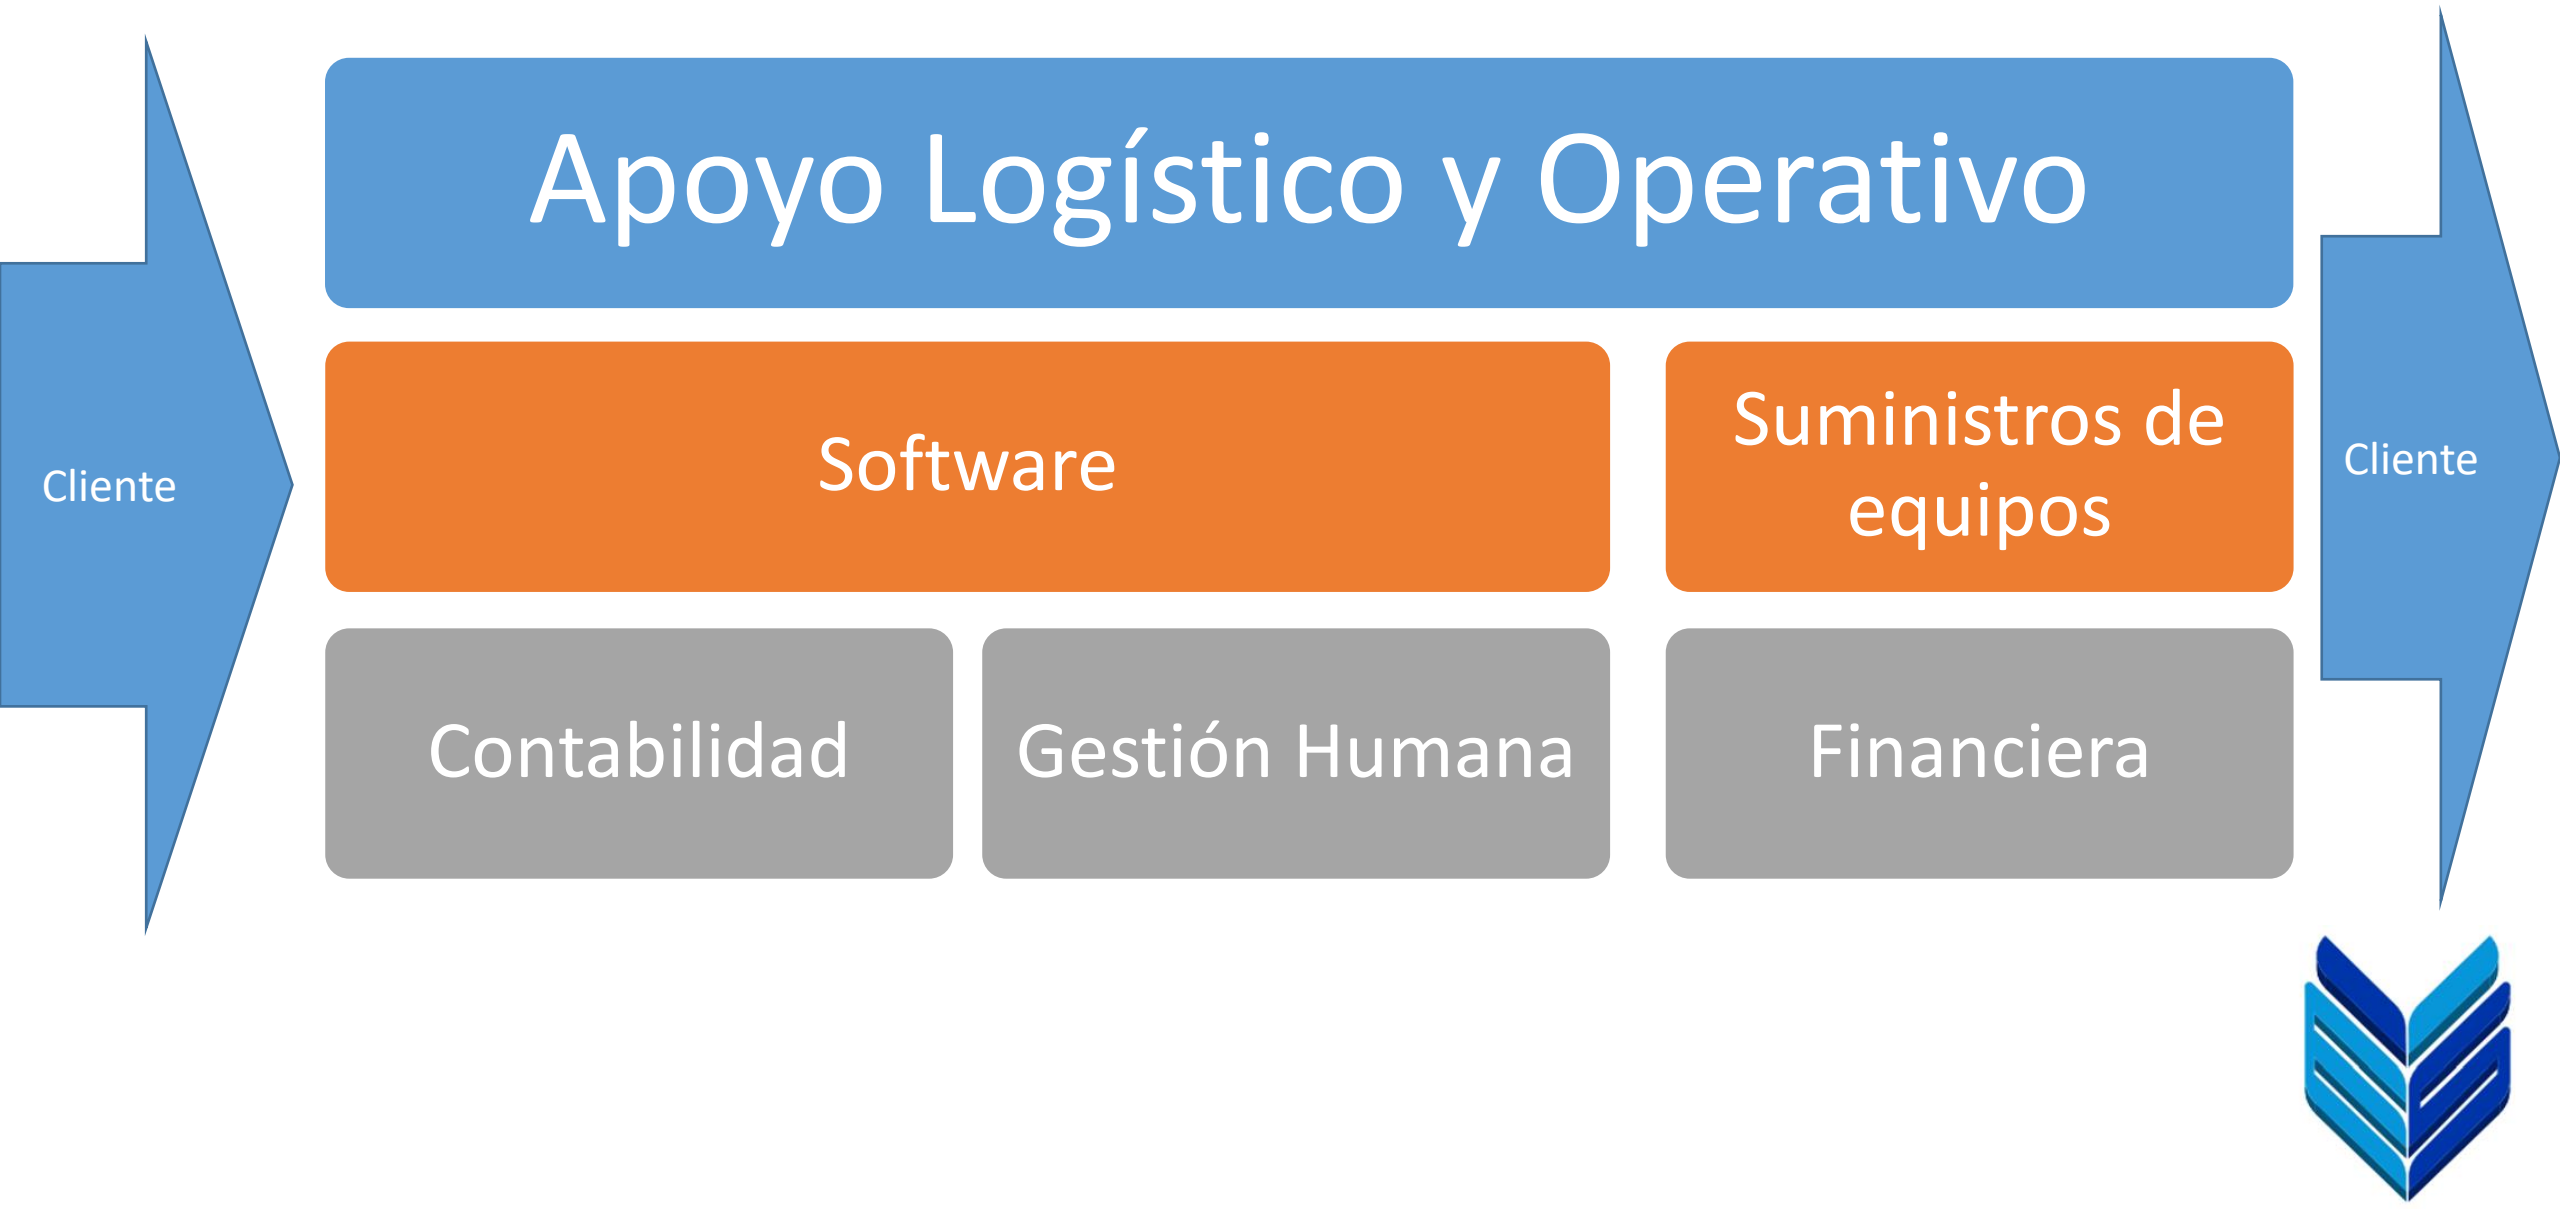 Apoyo Logístico y Operativo
Cliente
Software
Suministros de
equipos
Cliente
Contabilidad
Gestión Humana
Financiera